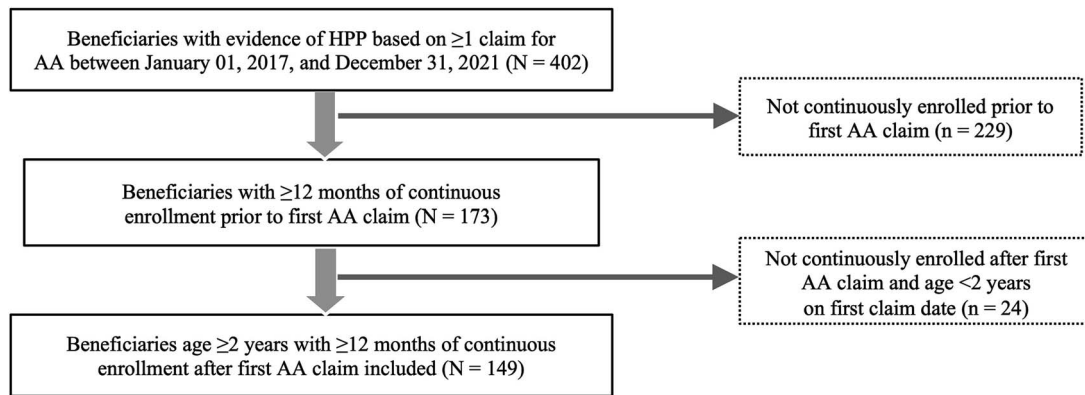 Beneficiaries with evidence of HPP based on ≥1 claim for
AA between January 01, 2017, and December 31, 2021 (N = 402)
Not continuously enrolled prior to
first AA claim (n = 229)
Beneficiaries with ≥12 months of continuous
enrollment prior to first AA claim (N = 173)
Not continuously enrolled after first
AA claim and age <2 years
on first claim date (n = 24)
Beneficiaries age ≥2 years with ≥12 months of continuous
enrollment after first AA claim included (N = 149)